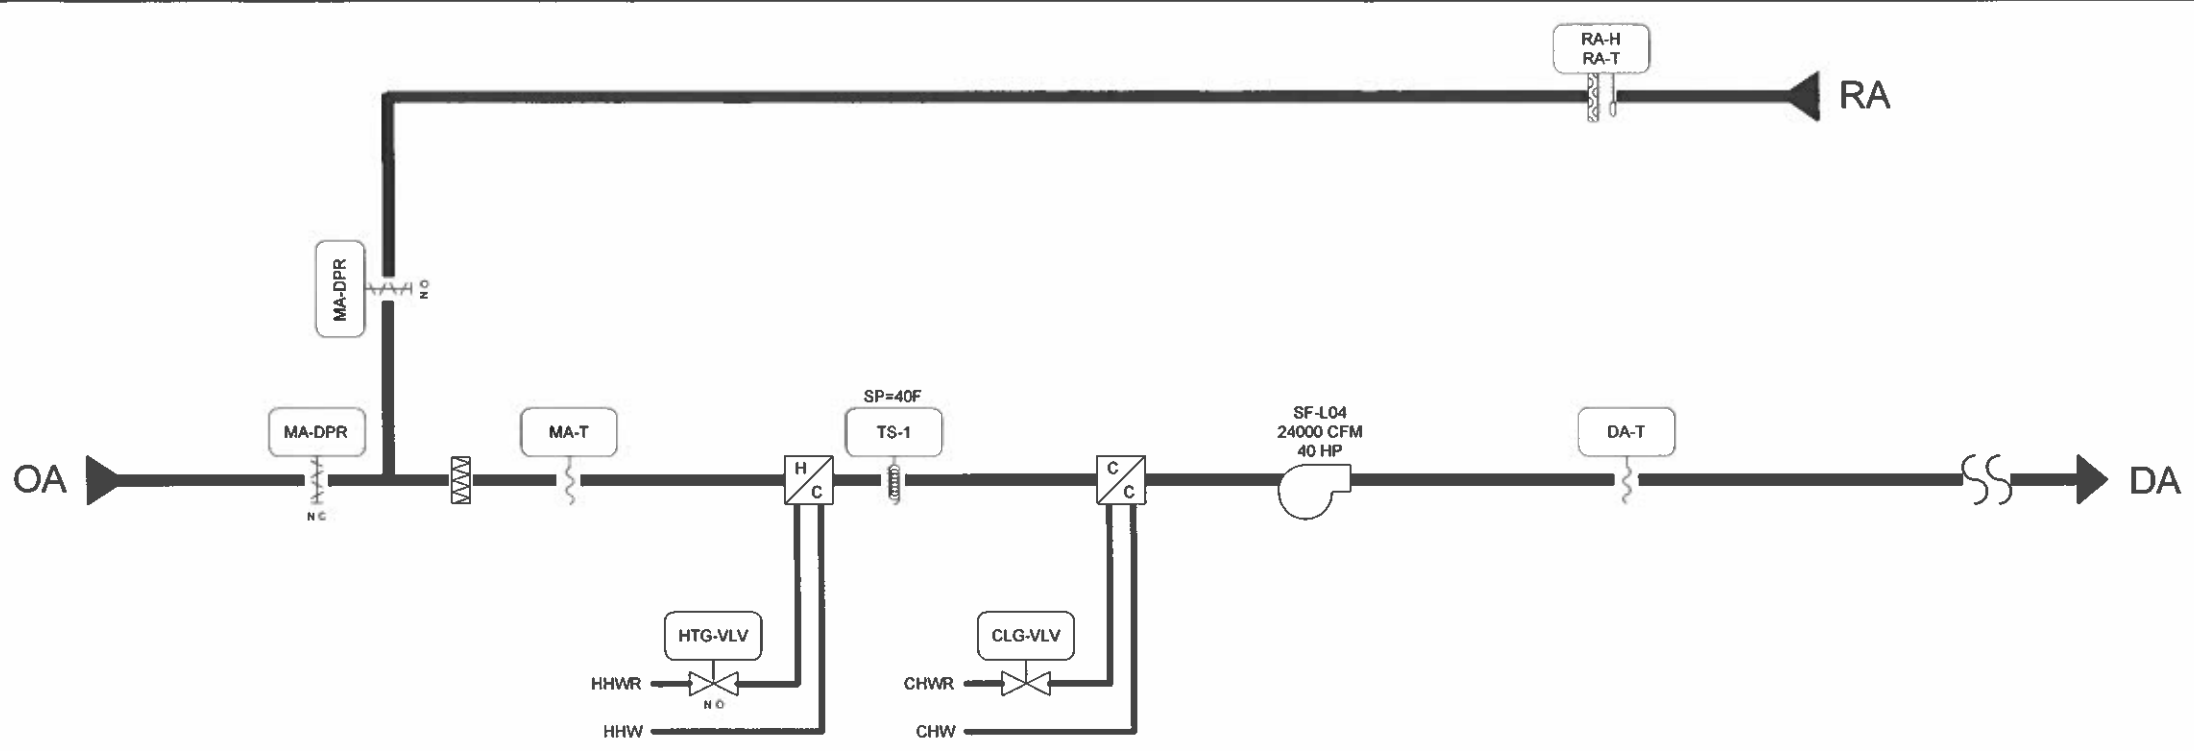 RA-H
RA-T
RA
MA-DPR
NO
SP=40F
SF-L04
24000 CFM
40 HP
MA-DPR
MA-T
TS-1
DA-T
OA
H
C
C
C
DA
NC
HTG-VLV
CLG-VLV
HHWR
CHWR
NO
HHW
CHW